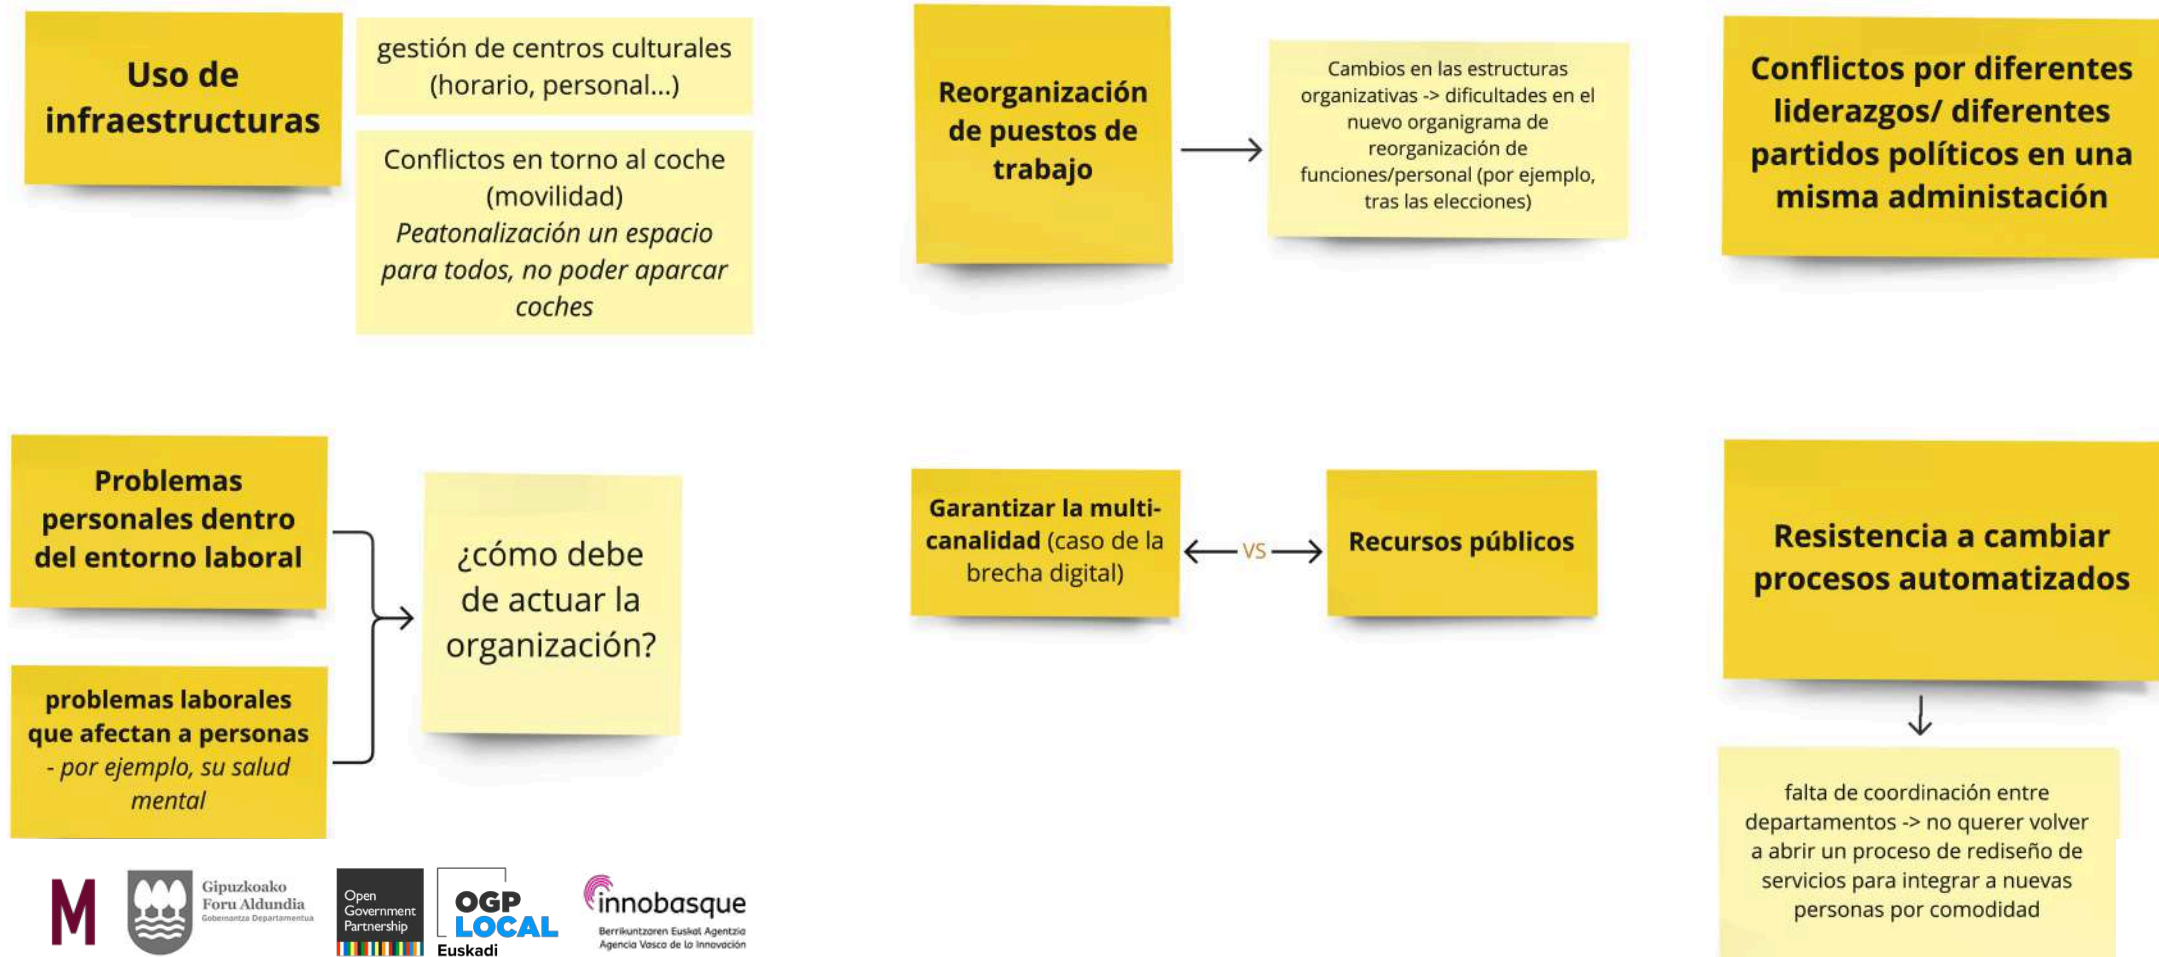 Uso de
infraestructuras
gestión de centros culturales
(horario, personal...)
Conflictos en torno al coche
(movilidad)
Peatonalización un espacio
para todos, no poder aparcar
coches
Reorganización
de puestos de
trabajo
Cambios en las estructuras
organizativas -> dificultades en el
nuevo organigrama de
reorganización de
funciones/personal (por ejemplo,
tras las elecciones)
Conflictos por diferentes
liderazgos/ diferentes
partidos políticos en una
misma administación
Problemas
personales dentro
del entorno laboral
problemas laborales
que afectan a personas
- por ejemplo, su salud
mental
¿cómo debe
de actuar la
organización?
Garantizar la multi-
canalidad (caso de la
brecha digital)
VS
Recursos públicos
Resistencia a cambiar
procesos automatizados
falta de coordinación entre
departamentos -> no querer volver
a abrir un proceso de rediseño de
servicios para integrar a nuevas
personas por comodidad
M
Gipuzkoako
Foru Aldundia
Gobernantza Departamentua
Open
Government
Partnership
OGP
LOCAL
Euskadi
innobasque
Berrikuntzaren Euskal Agentzia
Agencia Vasca de la Innovación